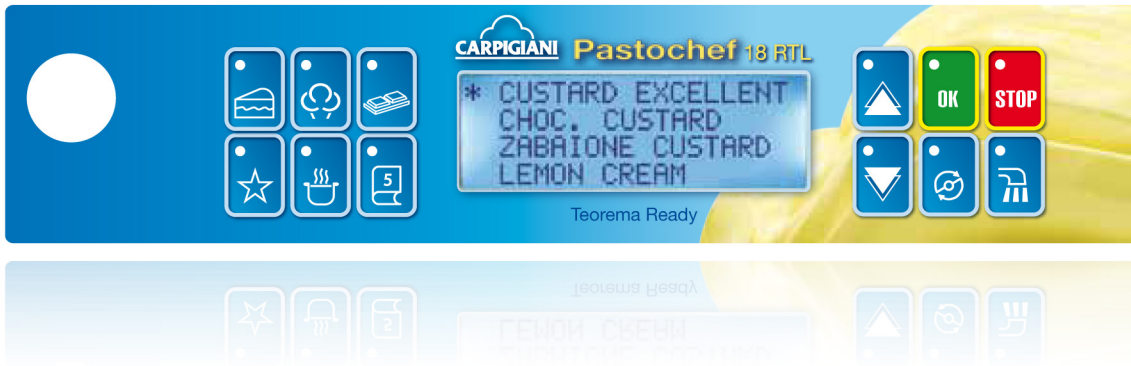 CARPIGIANI Pastochef 18 RTL
* CUSTARD EXCELLENT
CHOC. CUSTARD
ZABAIONE CUSTARD
LEMON CREAM
Teorema Ready
5
OK
STOP